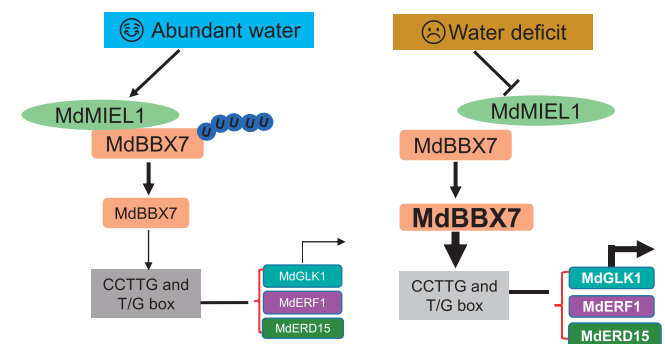 Abundant water
MdMIEL1
MdBBX7
U U U U U
MdBBX7
CCTTG and
T/G box
MdGLK1
MdERF1
MdERD15
Water deficit
MdMIEL1
MdBBX7
MdBBX7
CCTTG and
T/G box
MdGLK1
MdERF1
MdERD15